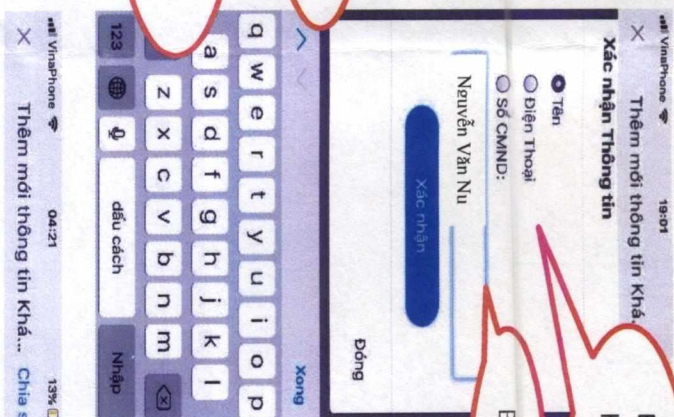 VinaPhone 19:01
Thêm mới thông tin Khá...
Xác nhận Thông tin
Tên
Điện Thoại
Số CMND:
Nguyễn Văn Nu
Xác nhận
Đóng
Xong
q w e r t y u i o p
a s d f g h j k l
z x c v b n m
123 dấu cách Nhập
VinaPhone 04:21 13%
Thêm mới thông tin Khá... Chia s